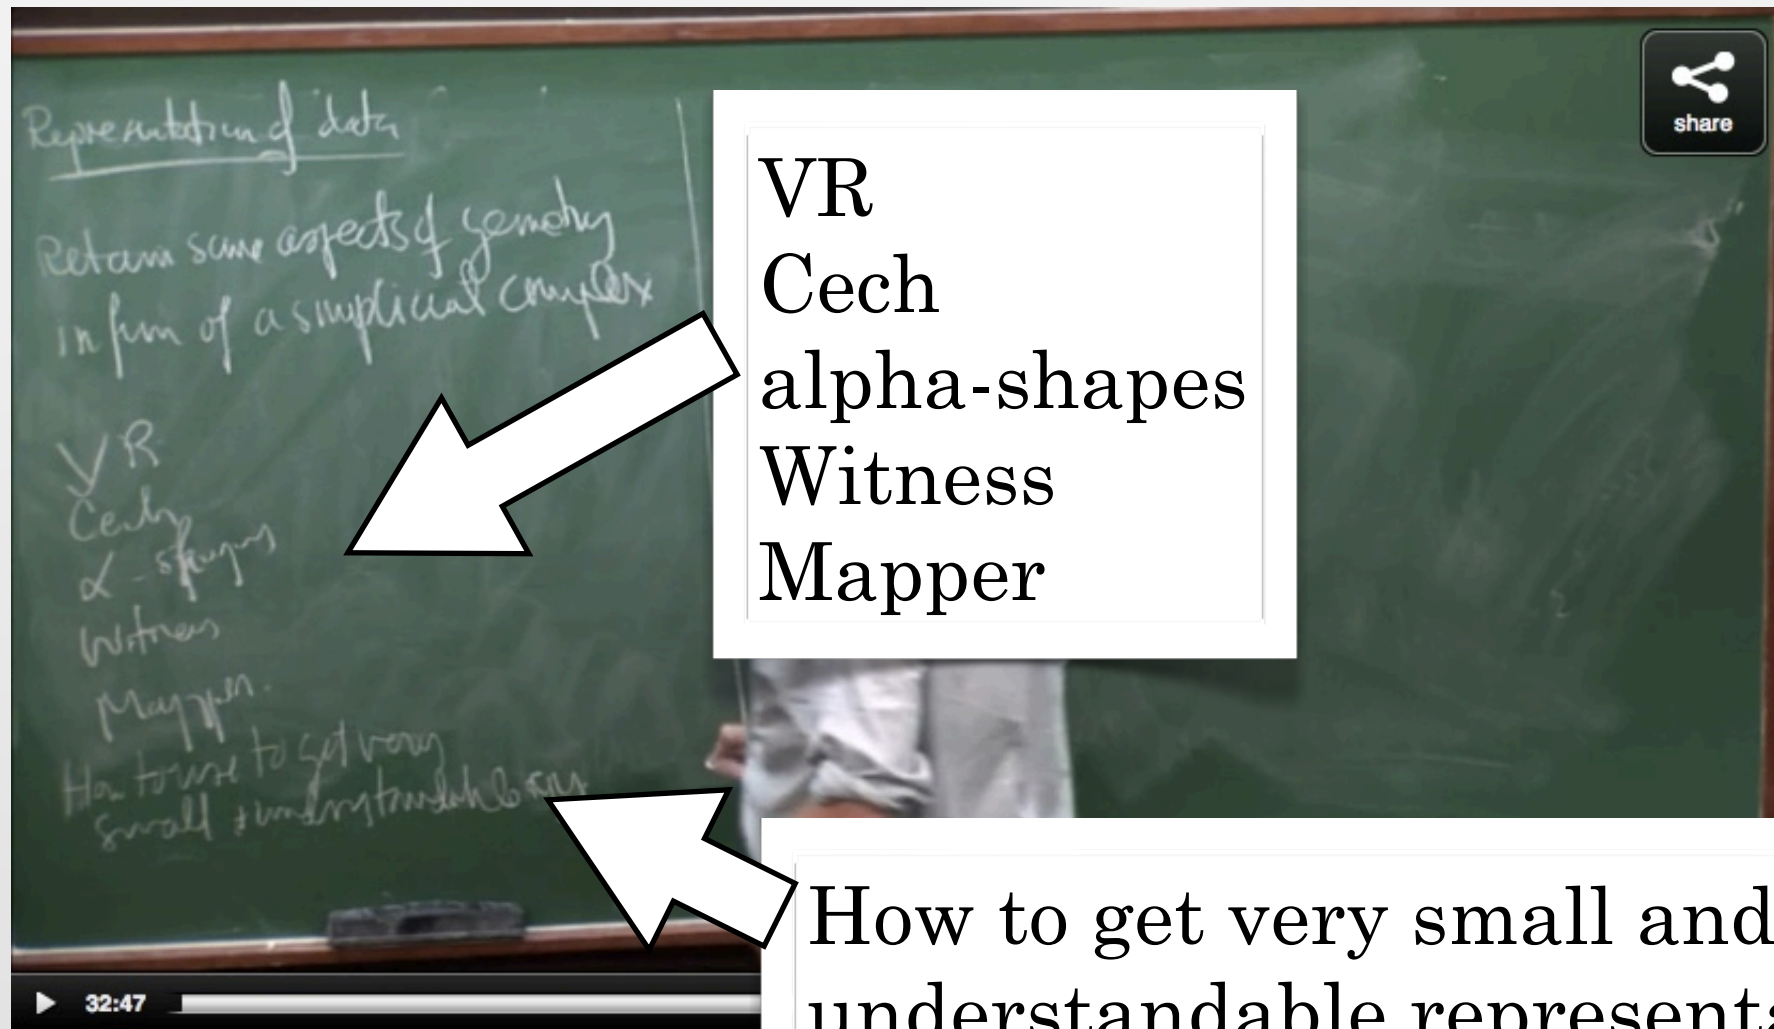 Representation of data
Retain some aspects of geometry
in form of a simplicial complex
VR
Cech
α-shapes
Witness
Mapper.
How to use to get very
small + understandable
share
VR
Cech
alpha-shapes
Witness
Mapper
How to get very small and
understandable
32:47